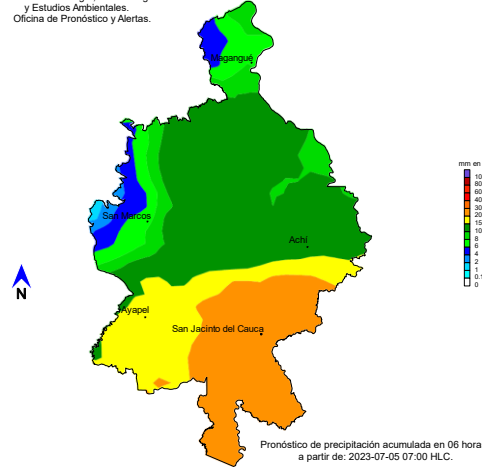 y Estudios Ambientales.
Oficina de Pronóstico y Alertas.
Magangué
San Marcos
Achí
Ayapel
San Jacinto del Cauca
mm en
10
80
60
40
30
20
15
10
8
6
4
2
1
0.1
0
N
Pronóstico de precipitación acumulada en 06 hora
a partir de: 2023-07-05 07:00 HLC.